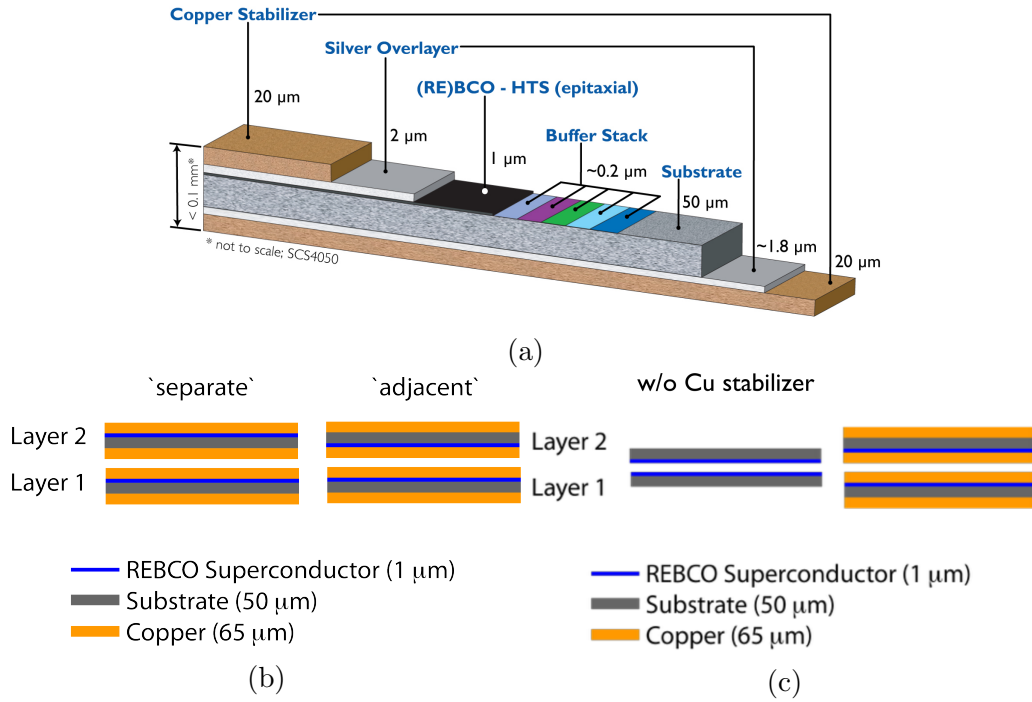 Copper Stabilizer
Silver Overlayer
(RE)BCO - HTS (epitaxial)
20 μm
Buffer Stack
2 μm
1 μm
~0.2 μm
Substrate
50 μm
< 0.1 mm*
~1.8 μm
20 μm
* not to scale; SCS4050
(a)
`separate`
`adjacent`
w/o Cu stabilizer
Layer 2
Layer 2
Layer 1
Layer 1
REBCO Superconductor (1 μm)
Substrate (50 μm)
Copper (65 μm)
REBCO Superconductor (1 μm)
Substrate (50 μm)
Copper (65 μm)
(b)
(c)